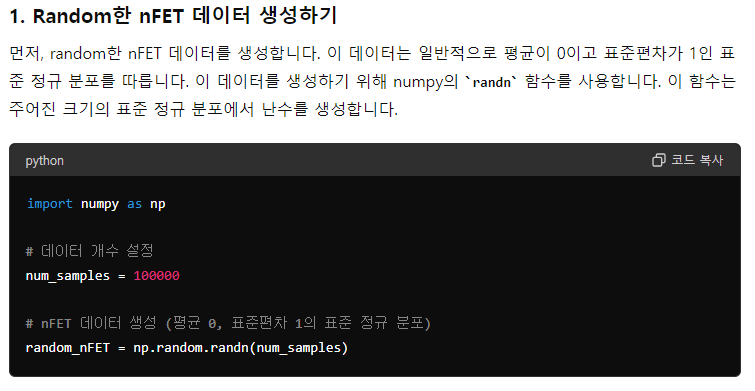 1. Random한 nFET 데이터 생성하기
먼저, random한 nFET 데이터를 생성합니다. 이 데이터는 일반적으로 평균이 0이고 표준편차가 1인 표
준 정규 분포를 따릅니다. 이 데이터를 생성하기 위해 numpy의 `randn` 함수를 사용합니다. 이 함수는
주어진 크기의 표준 정규 분포에서 난수를 생성합니다.
python
코드 복사
import numpy as np
# 데이터 개수 설정
num_samples = 100000
# nFET 데이터 생성 (평균 0, 표준편차 1의 표준 정규 분포)
random_nFET = np.random.randn(num_samples)